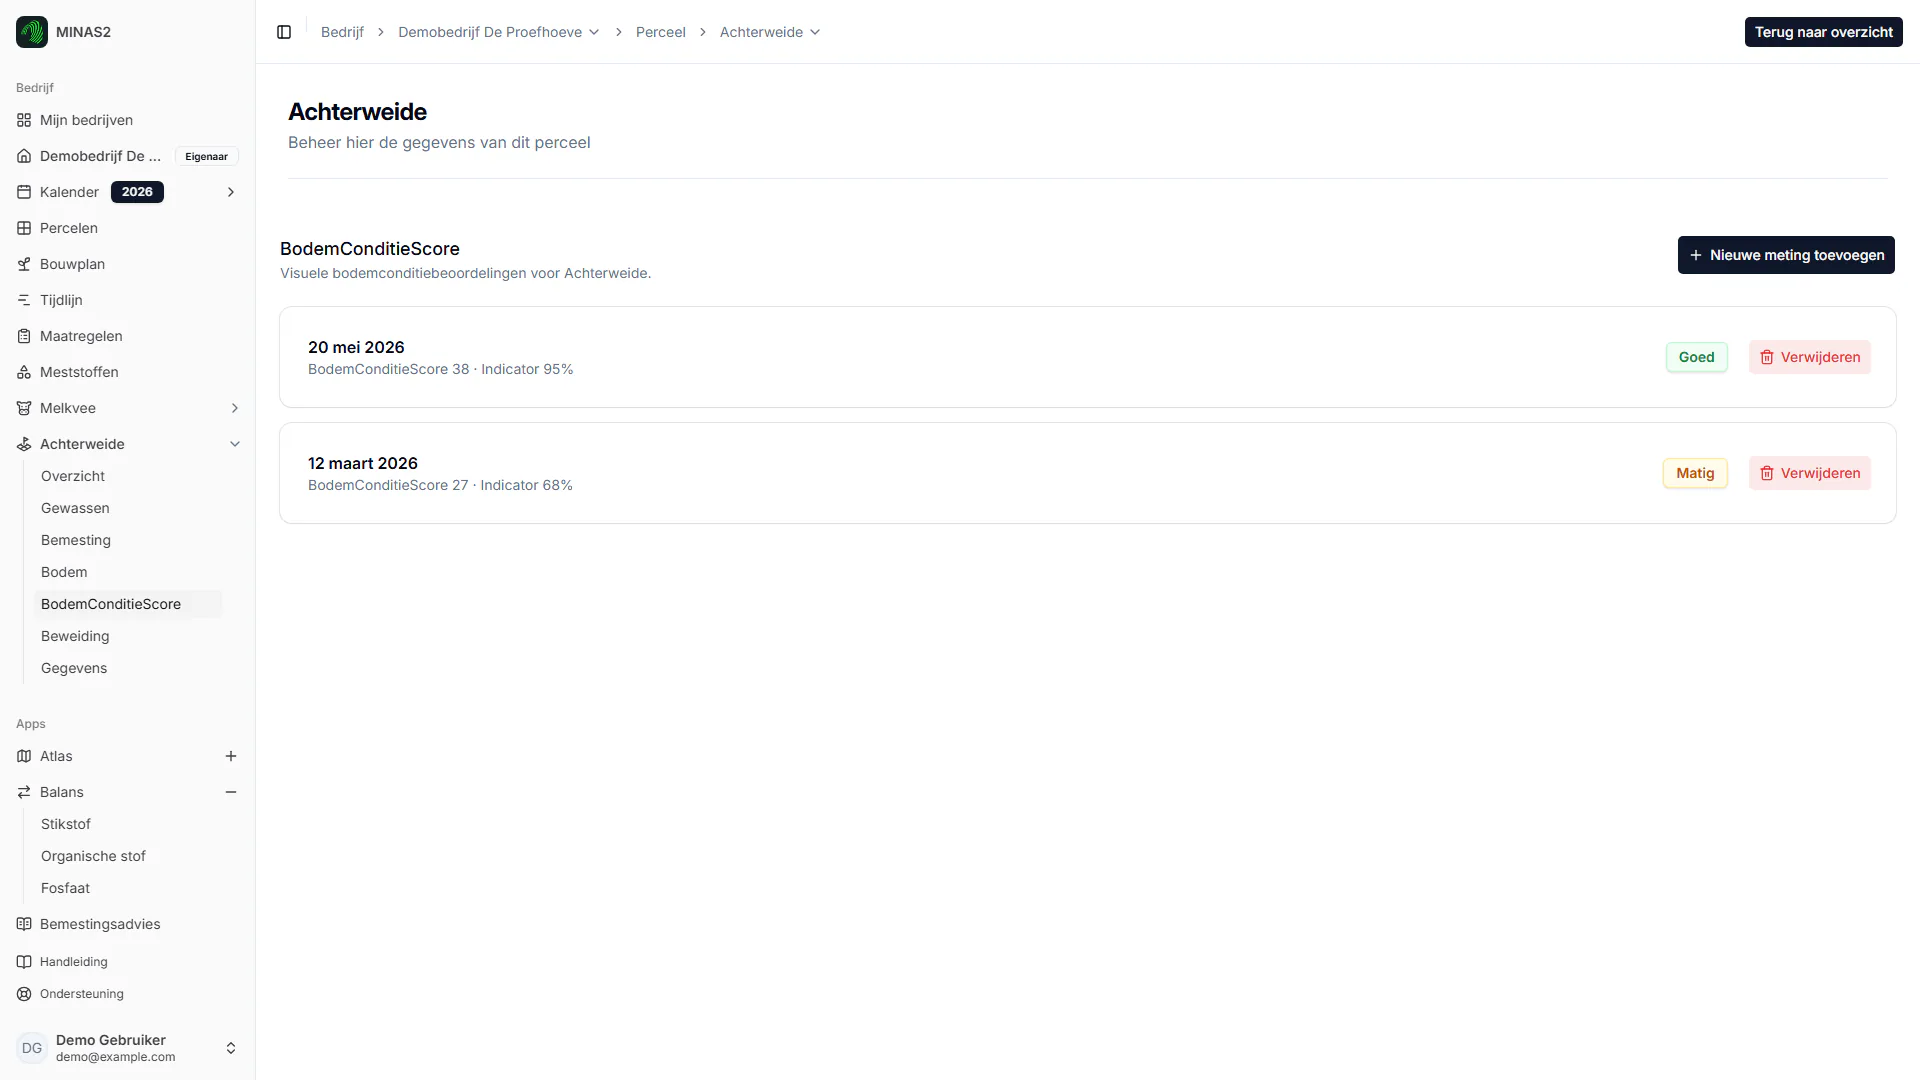 MINAS2
Bedrijf
Mijn bedrijven
Demobedrijf De ... Eigenaar
Kalender 2026
Percelen
Bouwplan
Tijdlijn
Maatregelen
Meststoffen
Melkvee
Achterweide
Overzicht
Gewassen
Bemesting
Bodem
BodemConditieScore
Beweiding
Gegevens
Apps
Atlas
Balans
Stikstof
Organische stof
Fosfaat
Bemestingsadvies
Handleiding
Ondersteuning
DG Demo Gebruiker
demo@example.com
Bedrijf Demobedrijf De Proefhoeve Perceel Achterweide
Terug naar overzicht
Achterweide
Beheer hier de gegevens van dit perceel
BodemConditieScore
Visuele bodemconditiebeoordelingen voor Achterweide.
Nieuwe meting toevoegen
20 mei 2026
BodemConditieScore 38 · Indicator 95%
Goed Verwijderen
12 maart 2026
BodemConditieScore 27 · Indicator 68%
Matig Verwijderen